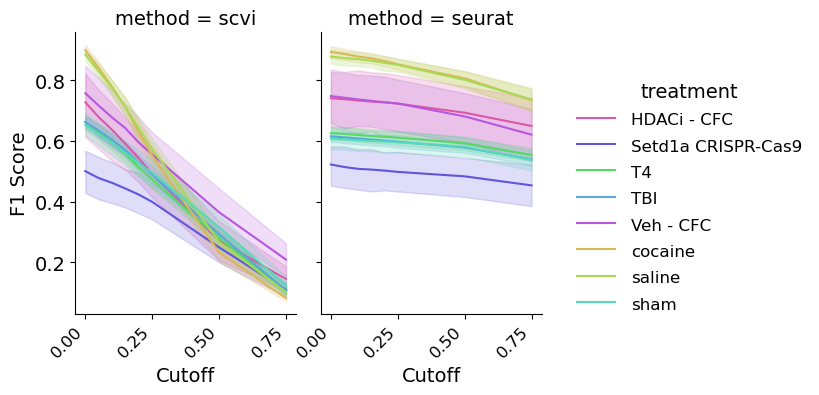 method = scvi
method = seurat
F1 Score
0.8
0.6
0.4
0.2
0.00
0.25
0.50
0.75
Cutoff
0.00
0.25
0.50
0.75
Cutoff
treatment
HDACi - CFC
Setd1a CRISPR-Cas9
T4
TBI
Veh - CFC
cocaine
saline
sham